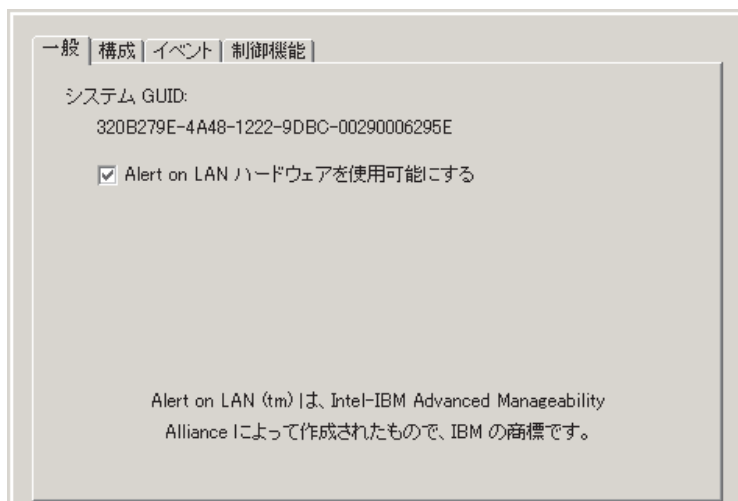 一般 構成 イベント 制御機能
システム GUID:
320B279E-4A48-1222-9DBC-00290006295E
Alert on LAN ハードウェアを使用可能にする
Alert on LAN (tm) は、Intel-IBM Advanced Manageability
Alliance によって作成されたもので、IBM の商標です。